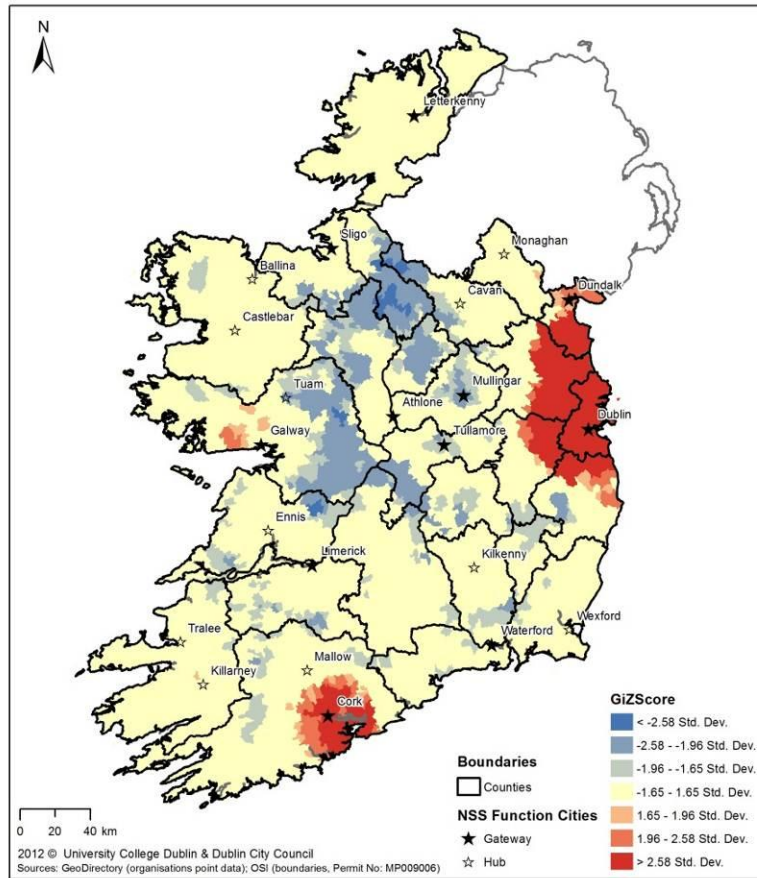 N
Letterkenny
Sligo
Monaghan
Ballina
Dundalk
Cavan
Castlebar
Tuam
Mullingar
Athlone
Dublin
Galway
Tullamore
Ennis
Limerick
Kilkenny
Wexford
Tralee
Waterford
Mallow
Killarney
Cork
GiZScore
< -2.58 Std. Dev.
-2.58 - -1.96 Std. Dev.
-1.96 - -1.65 Std. Dev.
-1.65 - 1.65 Std. Dev.
1.65 - 1.96 Std. Dev.
1.96 - 2.58 Std. Dev.
> 2.58 Std. Dev.
Boundaries
Counties
NSS Function Cities
Gateway
Hub
0 20 40
km
2012 © University College Dublin & Dublin City Council
Sources: GeoDirectory (organisations point data); OSI (boundaries, Permit No: MP009006)